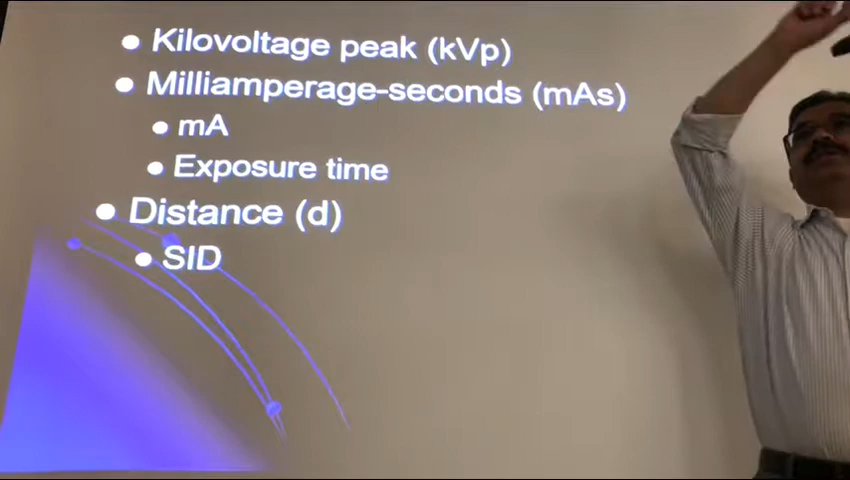 Kilovoltage peak (kVp)
Milliamperage-seconds (mAs)
mA
Exposure time
Distance (d)
SID